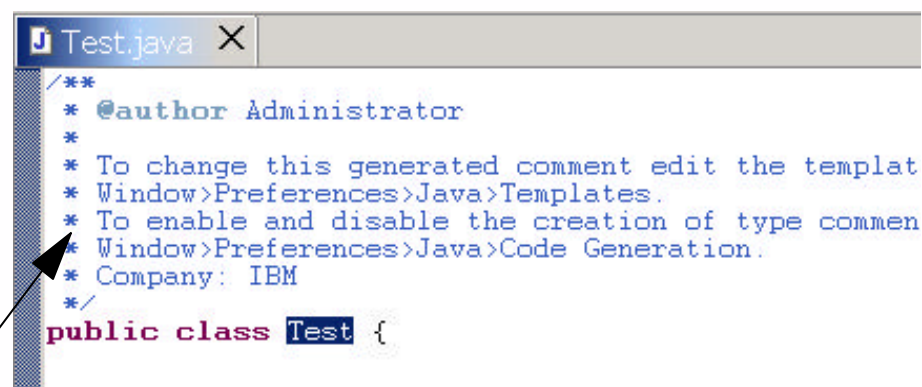 Test.java
/**
* @author Administrator
*
* To change this generated comment edit the templat
* Window>Preferences>Java>Templates.
* To enable and disable the creation of type commen
* Window>Preferences>Java>Code Generation.
* Company: IBM
*/
public class Test {